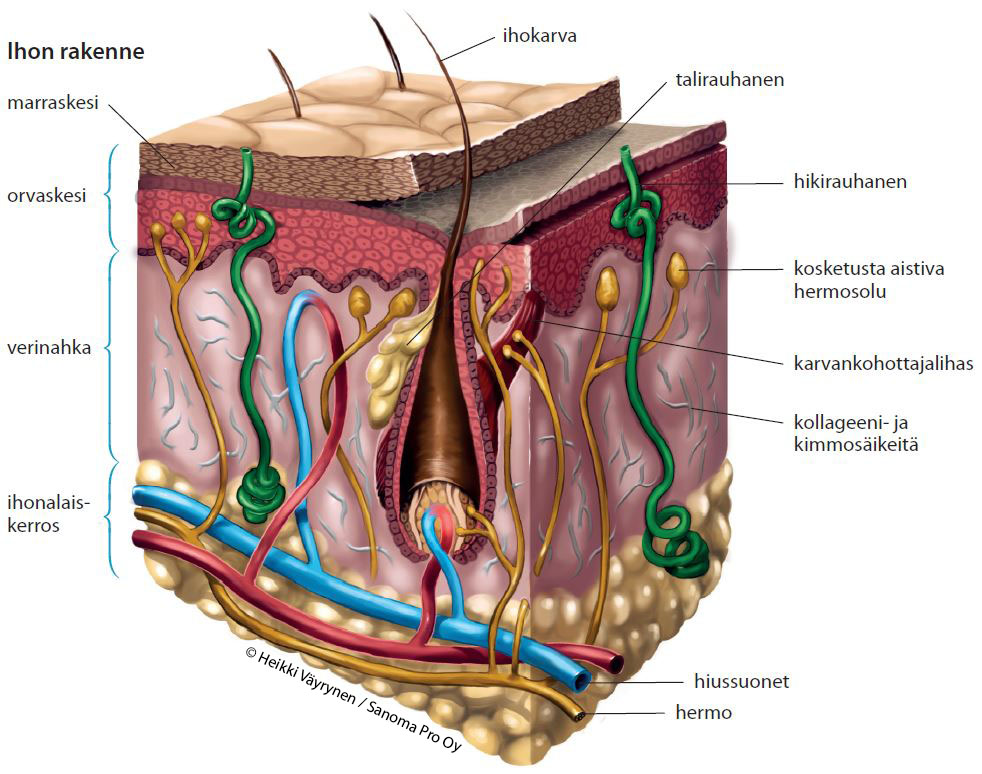 Ihon rakenne
marraskesi
orvaskesi
verinahka
ihonalais-
kerros
ihokarva
talirauhanen
hikirauhanen
kosketusta aistiva
hermosolu
karvankohottajalihas
kollageeni- ja
kimmosäikeitä
hiussuonet
hermo
© Heikki Väyrynen / Sanoma Pro Oy